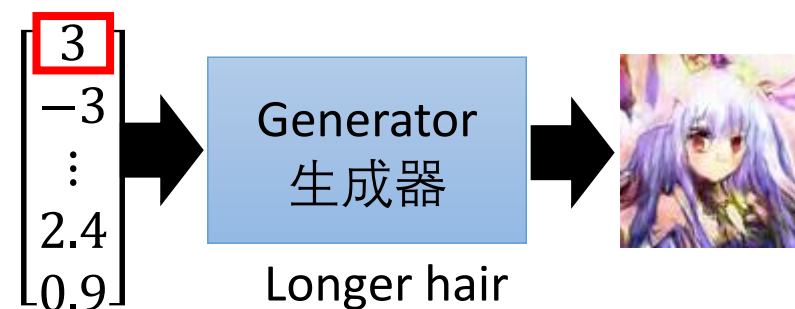 3
−3
⋮
2.4
0.9
Generator
生成器
Longer hair